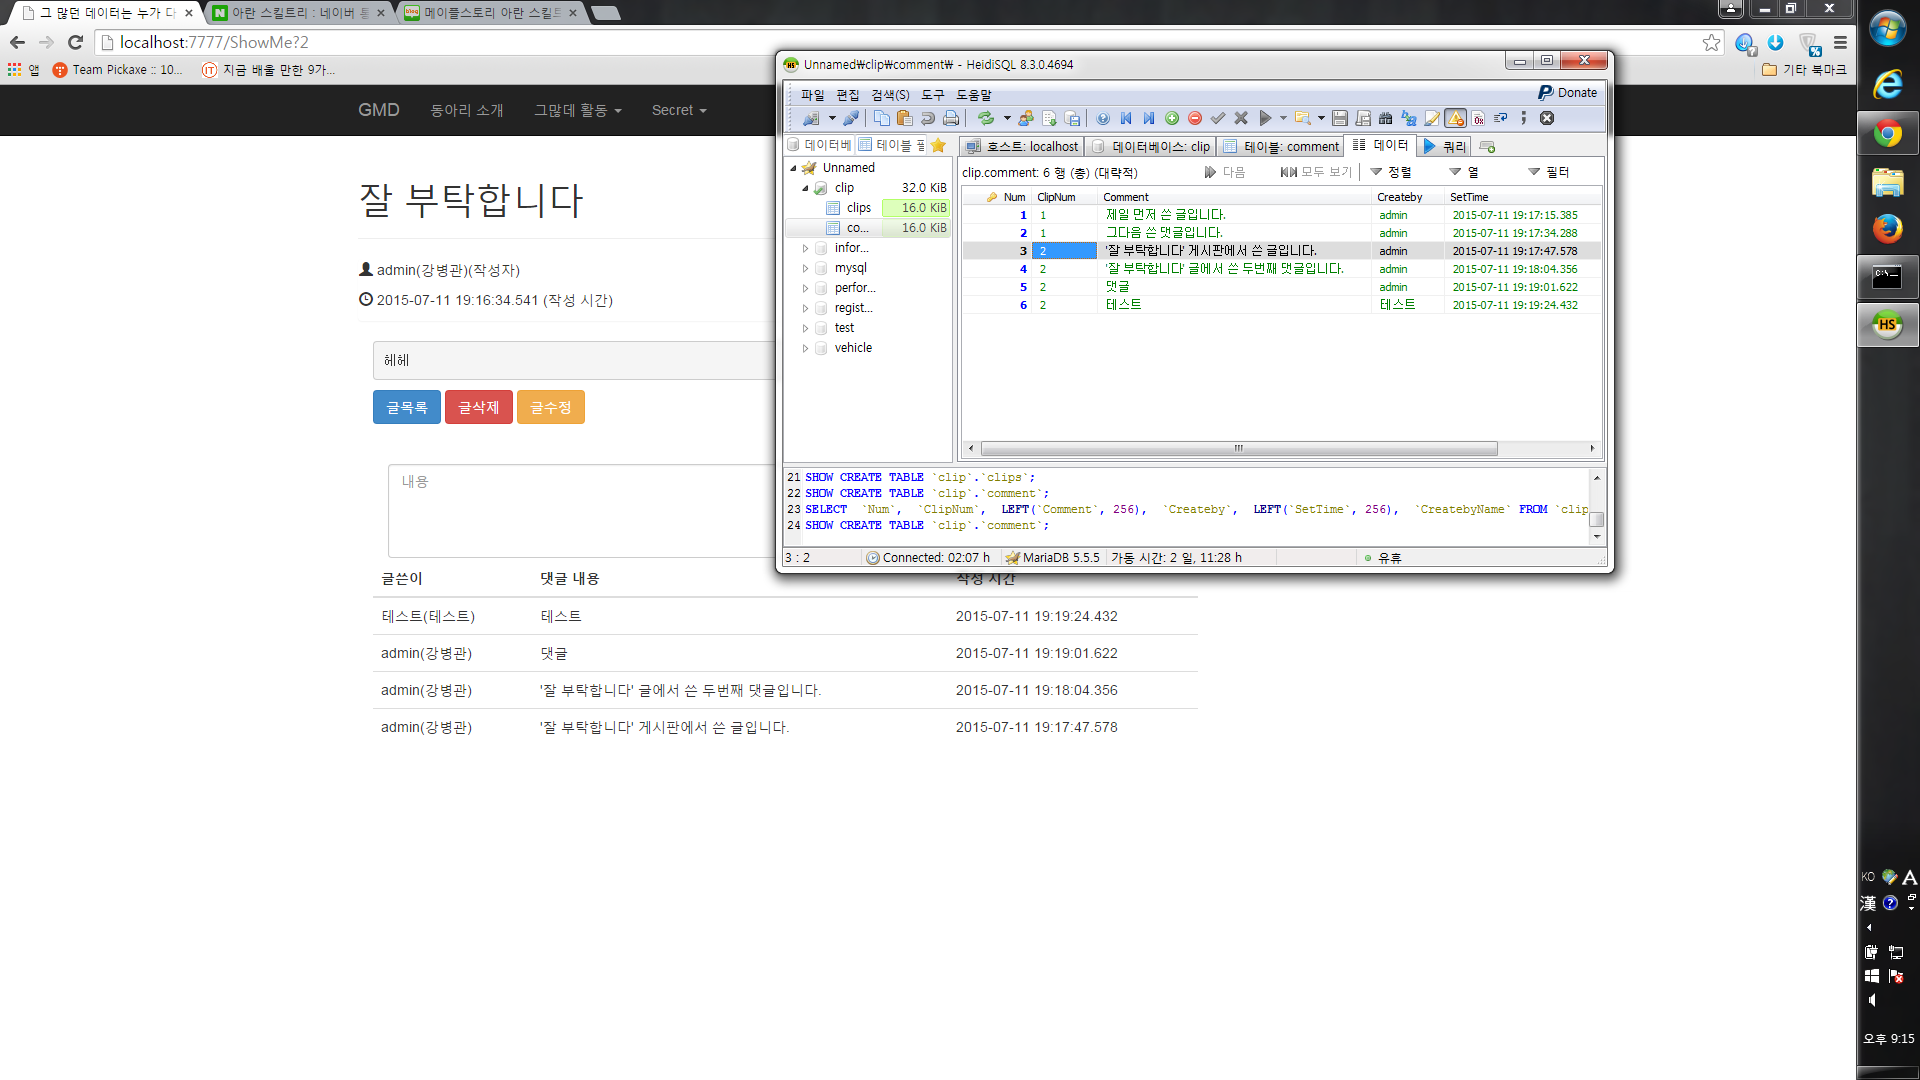 그 많던 데이터는 누가 다
아란 스킬트리 : 네이버 통
메이플스토리 아란 스킬트
localhost:7777/ShowMe?2
앱
Team Pickaxe :: 10...
지금 배울 만한 9가...
기타 북마크
GMD
동아리 소개
그많데 활동
Secret
잘 부탁합니다
admin(강병관)(작성자)
2015-07-11 19:16:34.541 (작성 시간)
헤헤
글목록
글삭제
글수정
내용
글쓴이 댓글 내용 작성 시간
테스트(테스트) 테스트 2015-07-11 19:19:24.432
admin(강병관) 댓글 2015-07-11 19:19:01.622
admin(강병관) '잘 부탁합니다' 글에서 쓴 두번째 댓글입니다. 2015-07-11 19:18:04.356
admin(강병관) '잘 부탁합니다' 게시판에서 쓴 글입니다. 2015-07-11 19:17:47.578
Unnamed₩clip₩comment₩ - HeidiSQL 8.3.0.4694
파일 편집 검색(S) 도구 도움말
Donate
데이터베 테이블 필
호스트: localhost
데이터베이스: clip
테이블: comment
데이터
쿼리
Unnamed
clip 32.0 KiB
clips 16.0 KiB
co... 16.0 KiB
infor...
mysql
perfor...
regist...
test
vehicle
clip.comment: 6 행 (총) (대략적)
다음
모두 보기
정렬
열
필터
Num ClipNum Comment Createby SetTime
1 1 제일 먼저 쓴 글입니다. admin 2015-07-11 19:17:15.385
2 1 그다음 쓴 댓글입니다. admin 2015-07-11 19:17:34.288
3 2 '잘 부탁합니다' 게시판에서 쓴 글입니다. admin 2015-07-11 19:17:47.578
4 2 '잘 부탁합니다' 글에서 쓴 두번째 댓글입니다. admin 2015-07-11 19:18:04.356
5 2 댓글 admin 2015-07-11 19:19:01.622
6 2 테스트 테스트 2015-07-11 19:19:24.432
21 SHOW CREATE TABLE `clip`.`clips`;
22 SHOW CREATE TABLE `clip`.`comment`;
23 SELECT `Num`, `ClipNum`, LEFT(`Comment`, 256), `Createby`, LEFT(`SetTime`, 256), `CreatebyName` FROM `clip
24 SHOW CREATE TABLE `clip`.`comment`;
3 : 2
Connected: 02:07 h
MariaDB 5.5.5
가동 시간: 2 일, 11:28 h
유휴
HS
KO
A
漢
오후 9:15